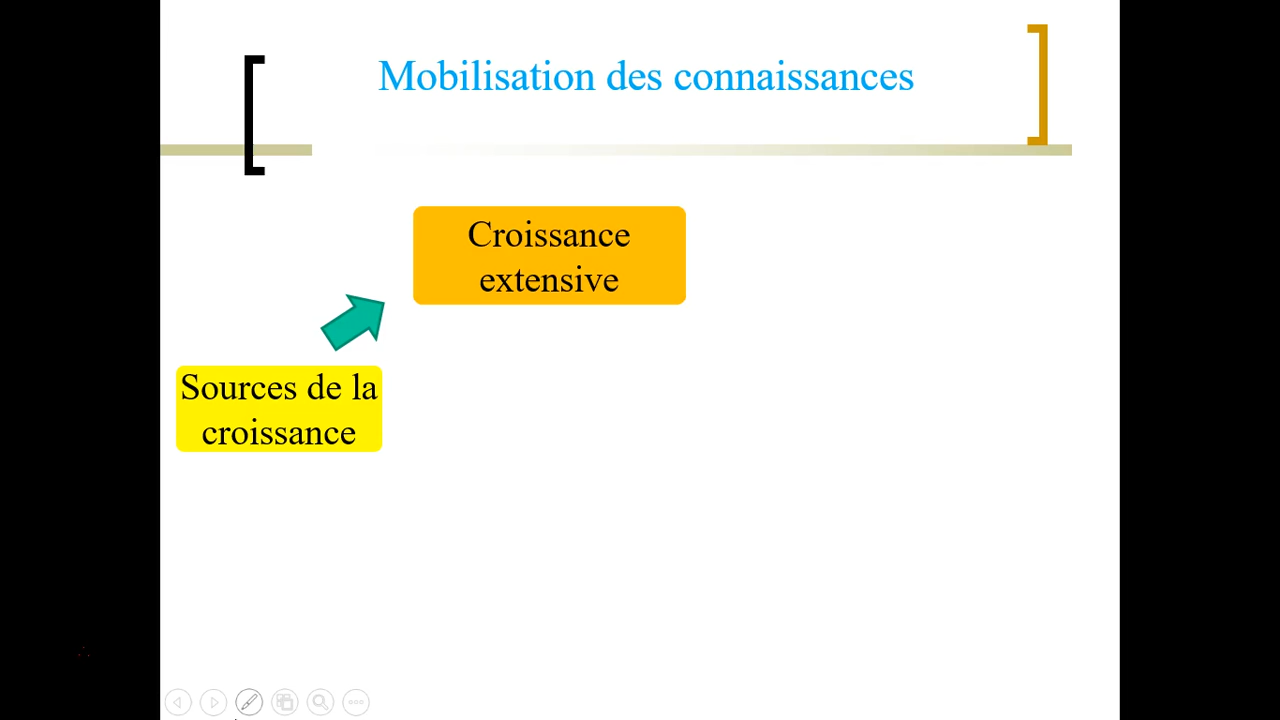 Mobilisation des connaissances
Croissance
extensive
Sources de la
croissance